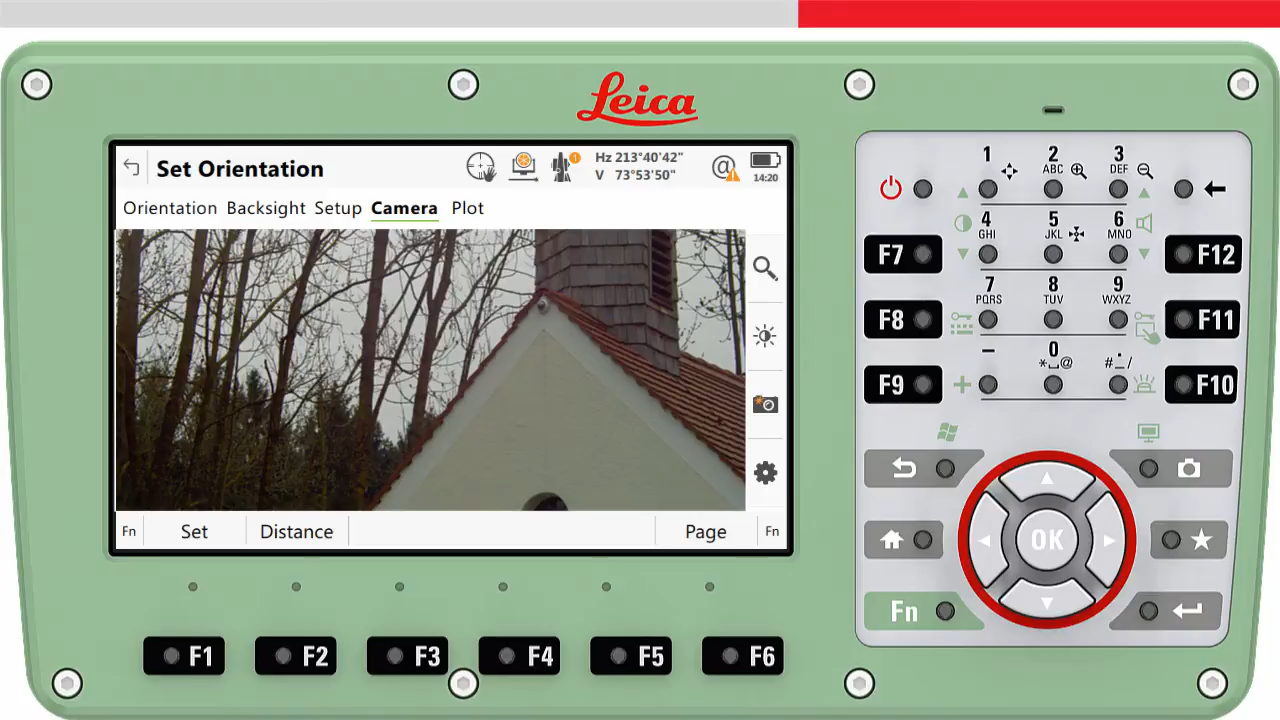 Leica
Set Orientation
Hz 213°40'42"
V 73°53'50"
@
14:20
Orientation Backsight Setup Camera Plot
Fn Set Distance Page Fn
F1 F2 F3 F4 F5 F6
1 2 3
ABC DEF
4 5 6
GHI JKL MNO
F7 F12
7 8 9
PQRS TUV WXYZ
F8 F11
− 0
*␣@ #./
F9 + F10
OK
Fn